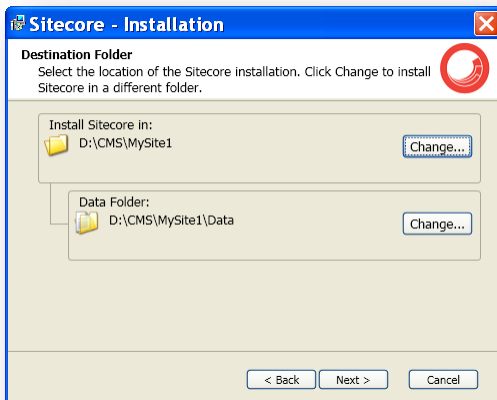 Sitecore - Installation
Destination Folder
Select the location of the Sitecore installation. Click Change to install
Sitecore in a different folder.
Install Sitecore in:
D:\CMS\MySite1
Change...
Data Folder:
D:\CMS\MySite1\Data
Change...
< Back
Next >
Cancel